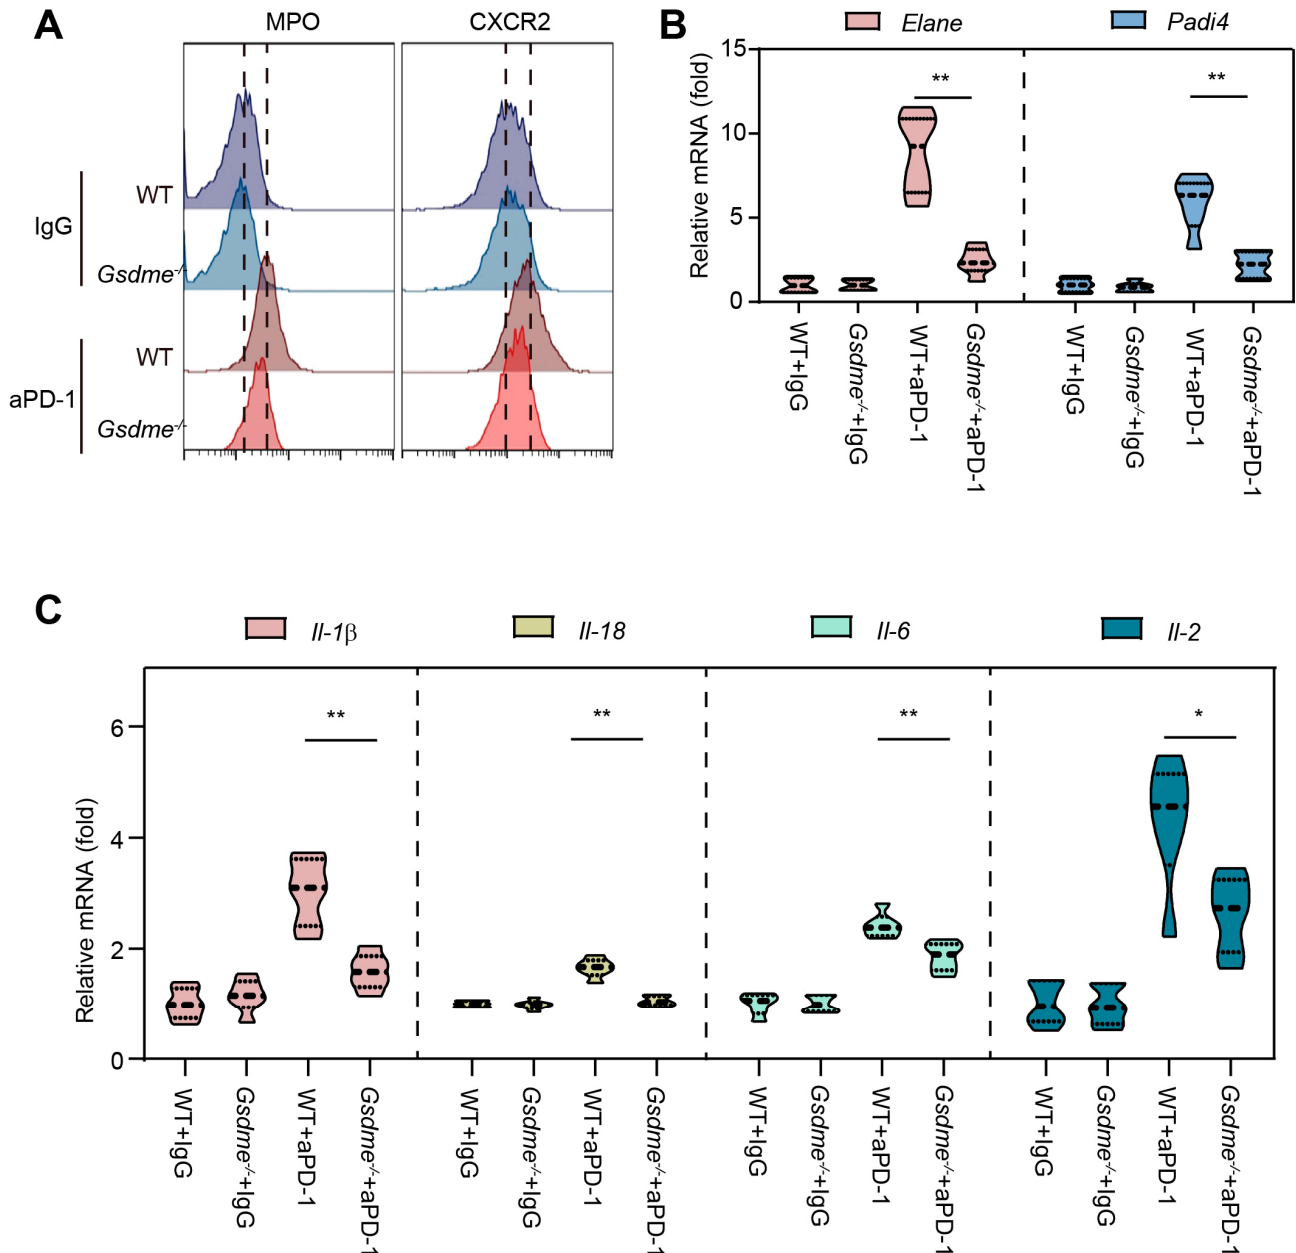 A
MPO
CXCR2
IgG
WT
Gsdme-/-
aPD-1
WT
Gsdme-/-
B
Elane
Padi4
Relative mRNA (fold)
15
10
5
0
**
**
WT+IgG
Gsdme-/-+IgG
WT+aPD-1
Gsdme-/-+aPD-1
WT+IgG
Gsdme-/-+IgG
WT+aPD-1
Gsdme-/-+aPD-1
C
Il-1β
Il-18
Il-6
Il-2
Relative mRNA (fold)
6
4
2
0
**
**
**
*
WT+IgG
Gsdme-/-+IgG
WT+aPD-1
Gsdme-/-+aPD-1
WT+IgG
Gsdme-/-+IgG
WT+aPD-1
Gsdme-/-+aPD-1
WT+IgG
Gsdme-/-+IgG
WT+aPD-1
Gsdme-/-+aPD-1
WT+IgG
Gsdme-/-+IgG
WT+aPD-1
Gsdme-/-+aPD-1